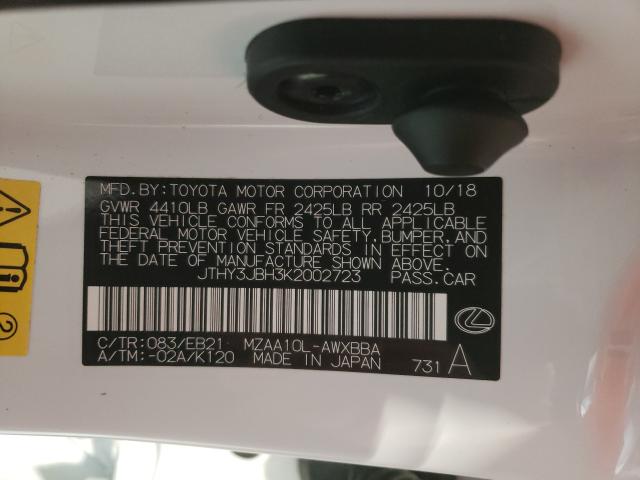 MFD. BY: TOYOTA MOTOR CORPORATION 10/18
GVWR 4410LB GAWR FR 2425LB RR 2425LB
THIS VEHICLE CONFORMS TO ALL APPLICABLE
FEDERAL MOTOR VEHICLE SAFETY, BUMPER, AND
THEFT PREVENTION STANDARDS IN EFFECT ON
THE DATE OF MANUFACTURE SHOWN ABOVE.
JTHY3JBH3K2002723 PASS.CAR
C/TR:083/EB21 MZAA10L-AWXBBA
A/TM:-02A/K120 MADE IN JAPAN 731 A
2